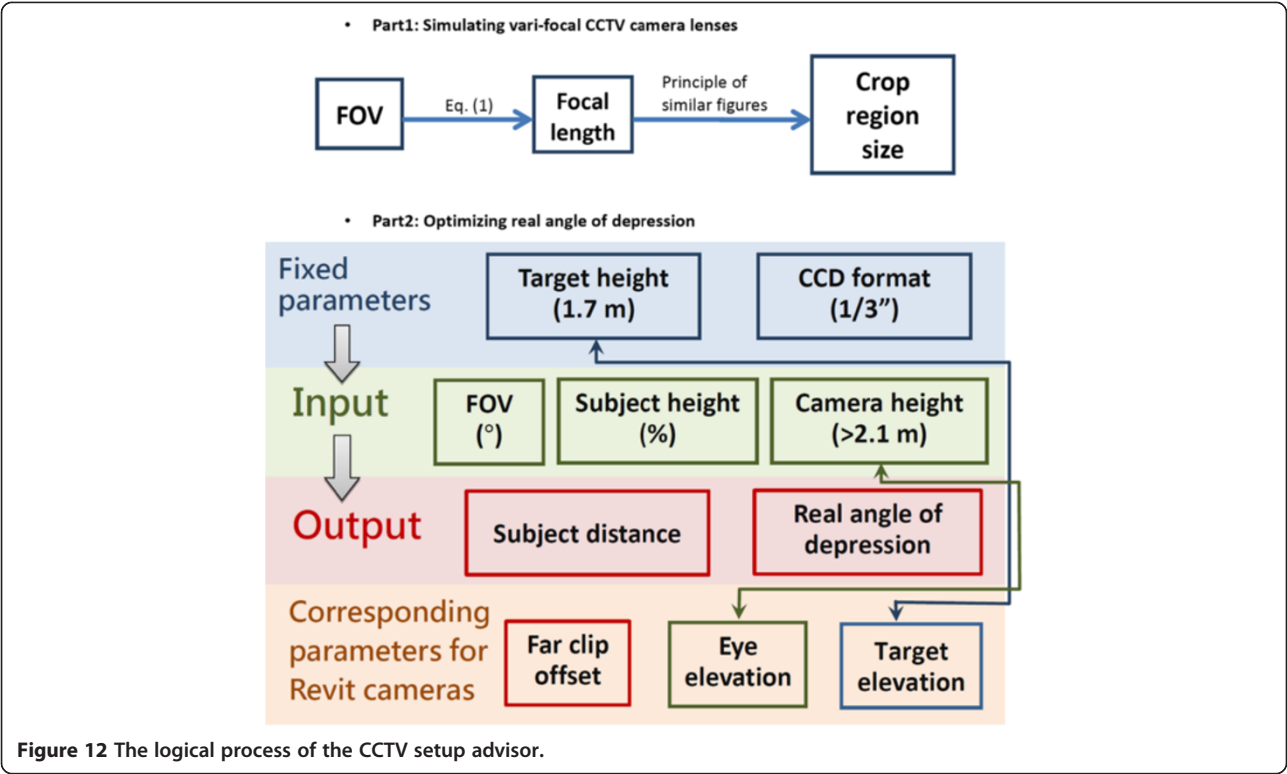 • Part1: Simulating vari-focal CCTV camera lenses
FOV
Eq. (1)
Focal
length
Principle of
similar figures
Crop
region
size
• Part2: Optimizing real angle of depression
Fixed
parameters
Target height
(1.7 m)
CCD format
(1/3”)
Input
FOV
(°)
Subject height
(%)
Camera height
(>2.1 m)
Output
Subject distance
Real angle of
depression
Corresponding
parameters for
Revit cameras
Far clip
offset
Eye
elevation
Target
elevation
Figure 12 The logical process of the CCTV setup advisor.